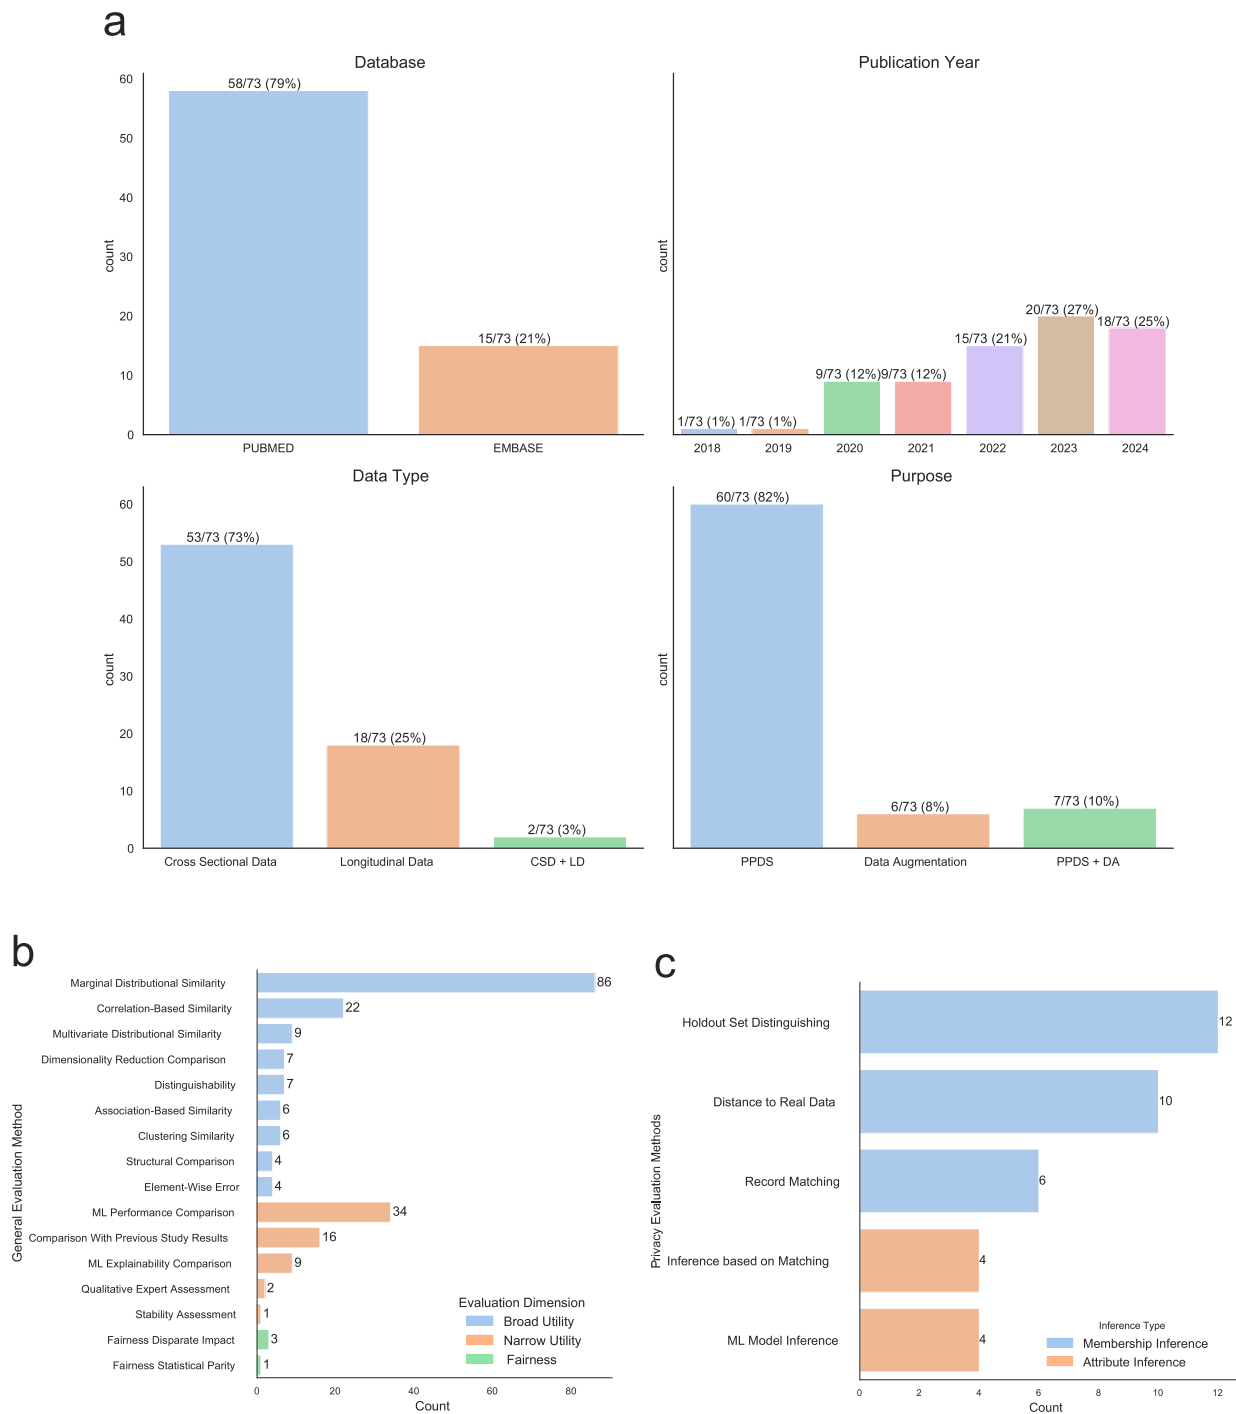 a
Database
58/73 (79%)
15/73 (21%)
count
60
50
40
30
20
10
0
PUBMED
EMBASE
Publication Year
count
1/73 (1%)
1/73 (1%)
9/73 (12%)
9/73 (12%)
15/73 (21%)
20/73 (27%)
18/73 (25%)
2018
2019
2020
2021
2022
2023
2024
Data Type
count
60
50
40
30
20
10
0
53/73 (73%)
18/73 (25%)
2/73 (3%)
Cross Sectional Data
Longitudinal Data
CSD + LD
Purpose
count
60/73 (82%)
6/73 (8%)
7/73 (10%)
PPDS
Data Augmentation
PPDS + DA
b
General Evaluation Method
Marginal Distributional Similarity 86
Correlation-Based Similarity 22
Multivariate Distributional Similarity 9
Dimensionality Reduction Comparison 7
Distinguishability 7
Association-Based Similarity 6
Clustering Similarity 6
Structural Comparison 4
Element-Wise Error 4
ML Performance Comparison 34
Comparison With Previous Study Results 16
ML Explainability Comparison 9
Qualitative Expert Assessment 2
Stability Assessment 1
Fairness Disparate Impact 3
Fairness Statistical Parity 1
Evaluation Dimension
Broad Utility
Narrow Utility
Fairness
0 20 40 60 80
Count
c
Privacy Evaluation Methods
Holdout Set Distinguishing 12
Distance to Real Data 10
Record Matching 6
Inference based on Matching 4
ML Model Inference 4
Inference Type
Membership Inference
Attribute Inference
0 2 4 6 8 10 12
Count